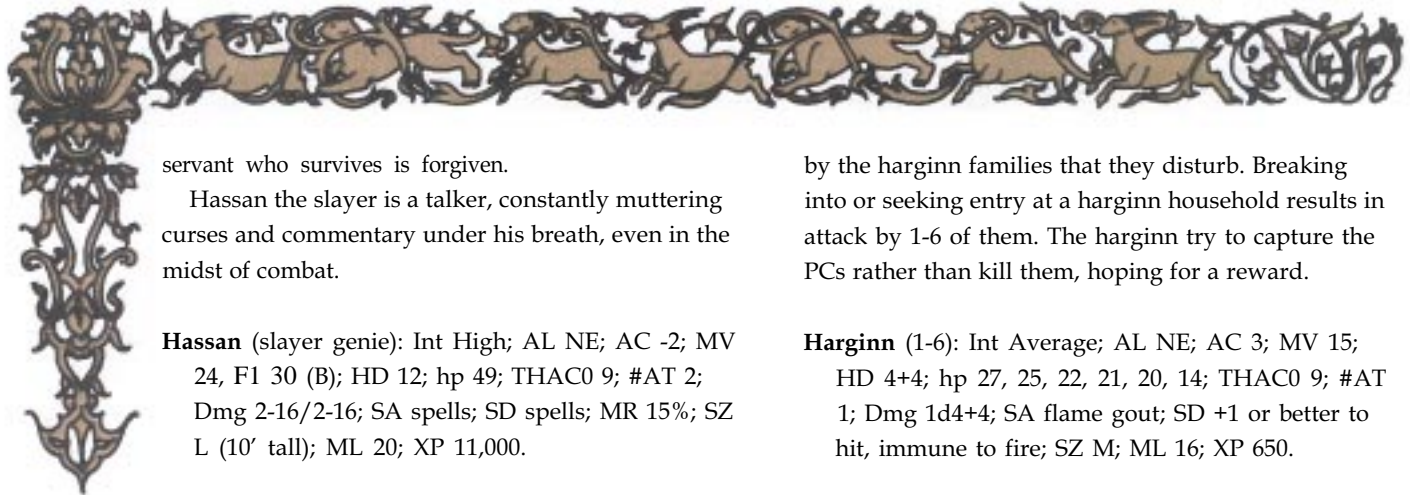 servant who survives is forgiven.
Hassan the slayer is a talker, constantly muttering
curses and commentary under his breath, even in the
midst of combat.
Hassan (slayer genie): Int High; AL NE; AC -2; MV
24, F1 30 (B); HD 12; hp 49; THAC0 9; #AT 2;
Dmg 2-16/2-16; SA spells; SD spells; MR 15%; SZ
L (10′ tall); ML 20; XP 11,000.
by the harginn families that they disturb. Breaking
into or seeking entry at a harginn household results in
attack by 1-6 of them. The harginn try to capture the
PCs rather than kill them, hoping for a reward.
Harginn (1-6): Int Average; AL NE; AC 3; MV 15;
HD 4+4; hp 27, 25, 22, 21, 20, 14; THAC0 9; #AT
1; Dmg 1d4+4; SA flame gout; SD +1 or better to
hit, immune to fire; SZ M; ML 16; XP 650.